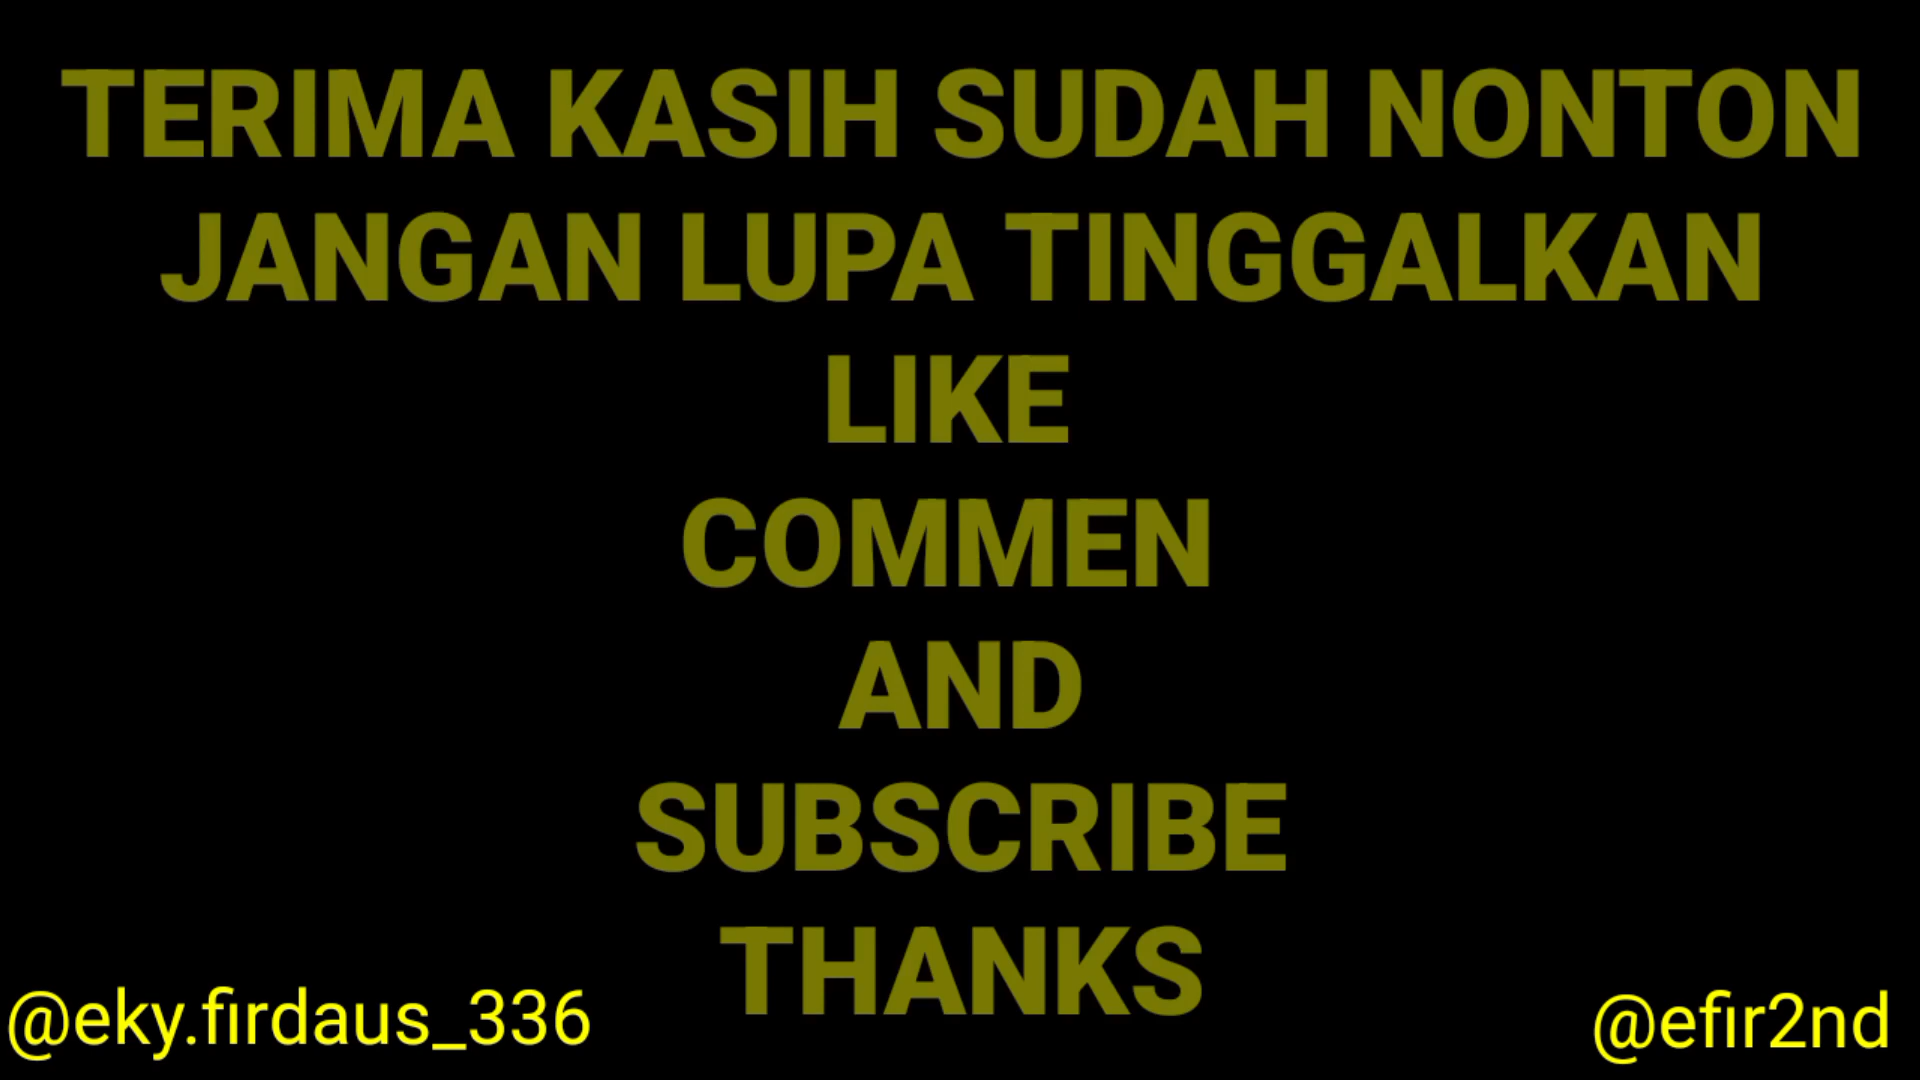 TERIMA KASIH SUDAH NONTON
JANGAN LUPA TINGGALKAN
LIKE
COMMEN
AND
SUBSCRIBE
THANKS
@eky.firdaus_336
@efir2nd